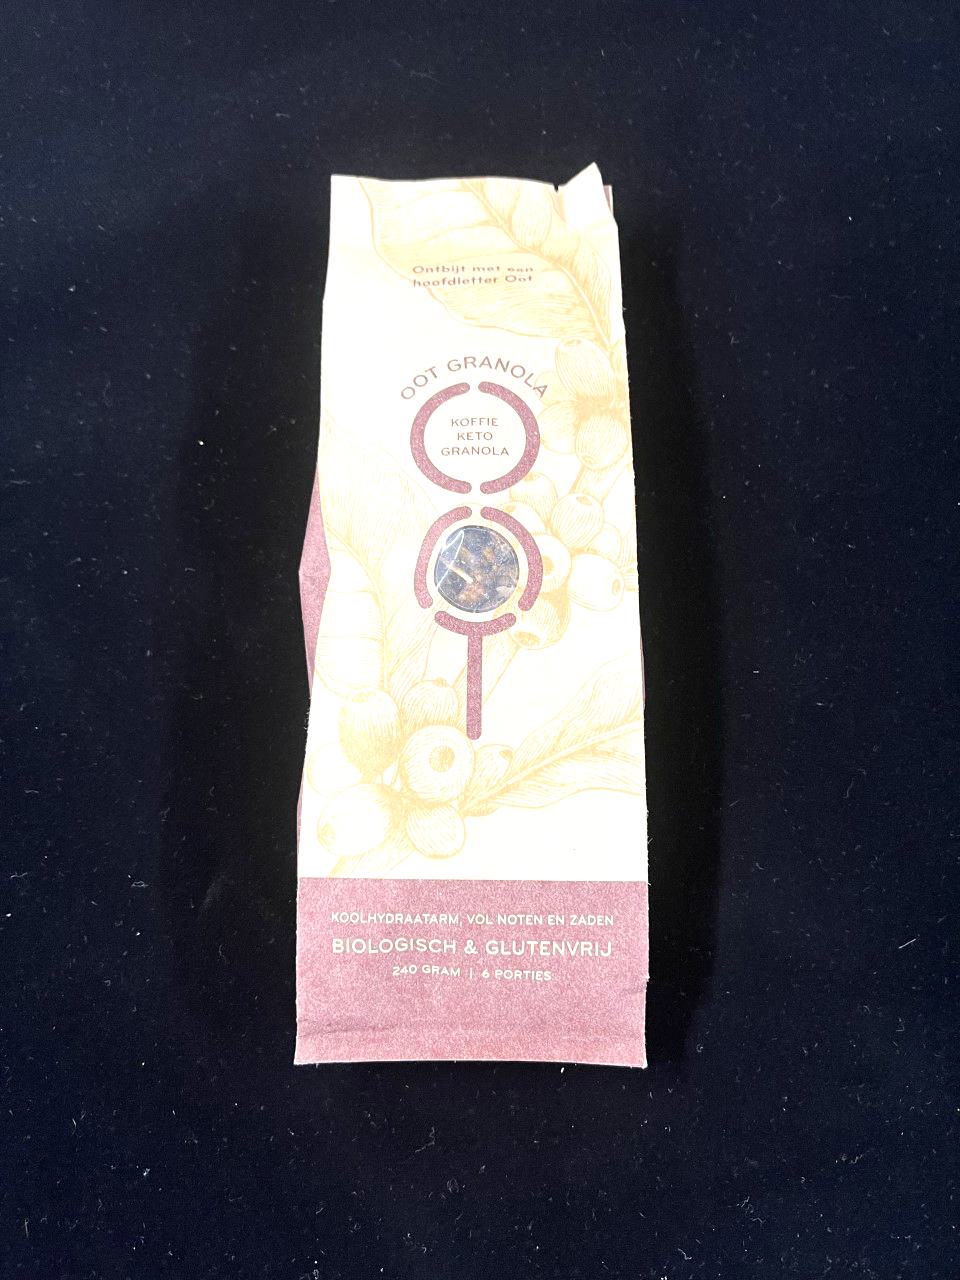 Ontbijt met een
hoofdletter Oot
OOT GRANOLA
KOFFIE
KETO
GRANOLA
KOOLHYDRAATARM, VOL NOTEN EN ZADEN
BIOLOGISCH & GLUTENVRIJ
240 GRAM | 6 PORTIES